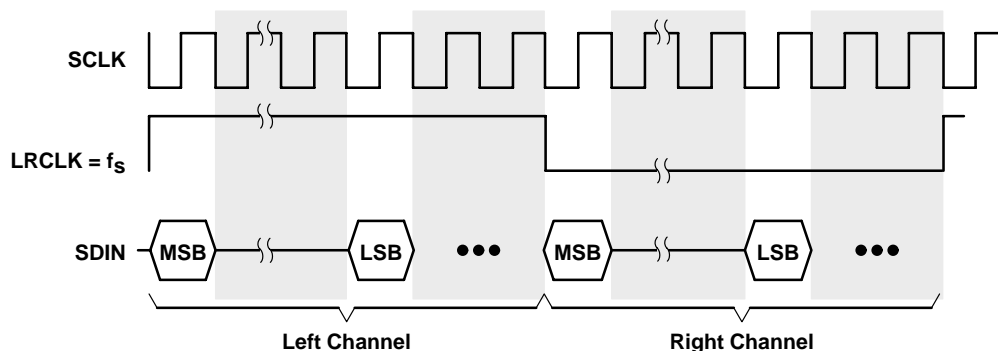 SCLK
LRCLK = fS
SDIN
MSB
LSB
MSB
LSB
Left Channel
Right Channel